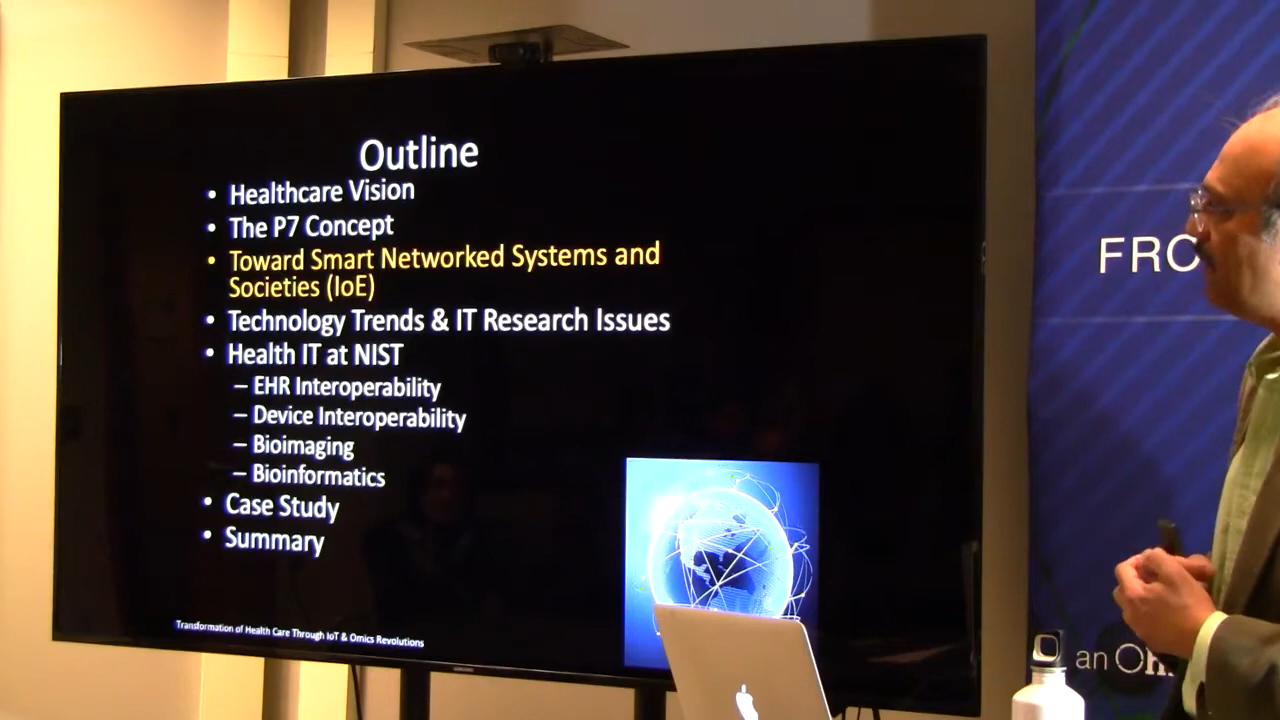 Outline
• Healthcare Vision
• The P7 Concept
• Toward Smart Networked Systems and
Societies (IoE)
• Technology Trends & IT Research Issues
• Health IT at NIST
– EHR Interoperability
– Device Interoperability
– Bioimaging
– Bioinformatics
• Case Study
• Summary
Transformation of Health Care Through IoT & Omics Revolutions
SAMSUNG
FRO
an